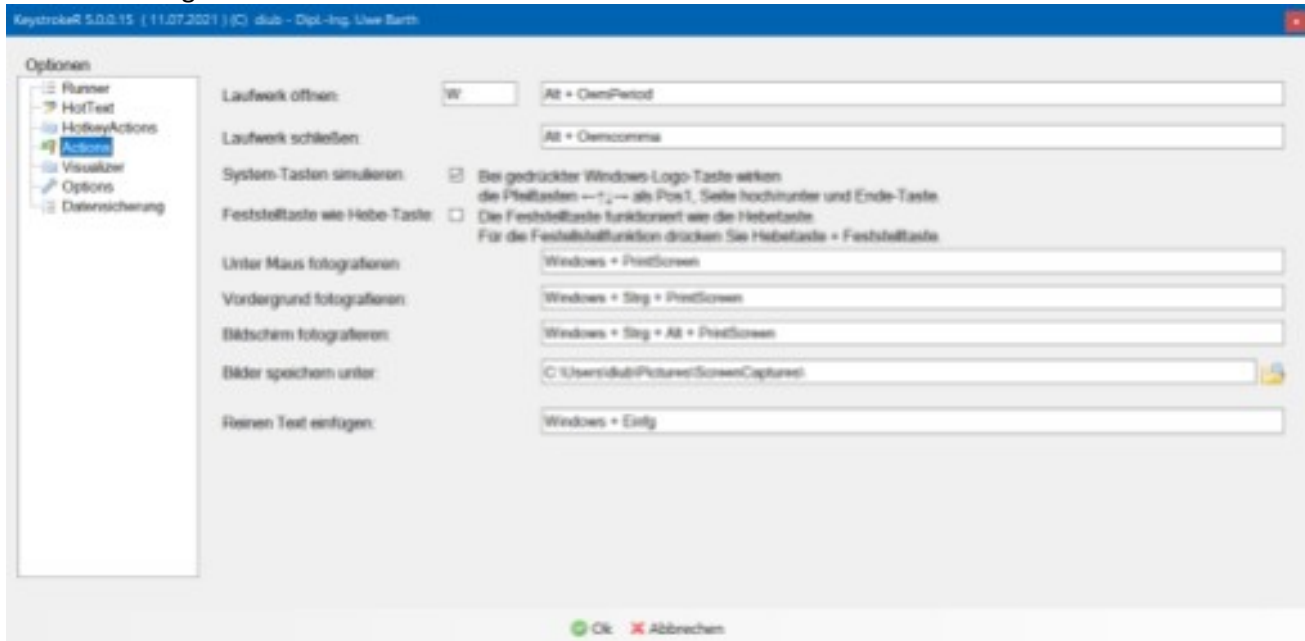 KeystrokeR 5.0.0.15 ( 11.07.2021 ) (C) diub - Dipl.-Ing. Uwe Barth
Optionen
Runner
HotText
HotkeyActions
Actions
Visualizer
Options
Datensicherung
Laufwerk öffnen: W: Alt + OemPeriod
Laufwerk schließen: Alt + Oemcomma
System-Tasten simulieren: Bei gedrückter Windows-Logo-Taste wirken
die Pfeiltasten ←↑↓→ als Pos1, Seite hoch/runter und Ende-Taste.
Feststelltaste wie Hebe-Taste: Die Feststelltaste funktioniert wie die Hebetaste.
Für die Festellstellfunktion drücken Sie Hebetaste + Feststelltaste.
Unter Maus fotografieren: Windows + PrintScreen
Vordergrund fotografieren: Windows + Strg + PrintScreen
Bildschirm fotografieren: Windows + Strg + Alt + PrintScreen
Bilder speichern unter: C:\Users\diub\Pictures\ScreenCaptures\
Reinen Text einfügen: Windows + Einfg
Ok Abbrechen